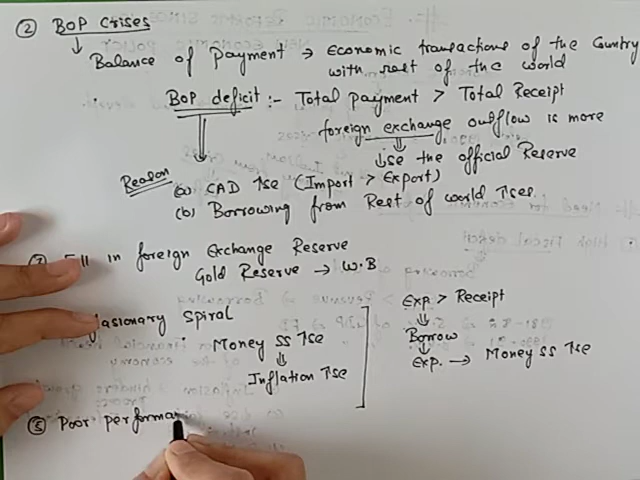 ② BOP Crises
↓
Balance of Payment → Economic transactions of the Country
with rest of the world
BOP deficit :- Total payment > Total Receipt
foreign exchange outflow is more
↓se the official Reserve
Reason
(a) CAD ↑se (Import > Export)
(b) Borrowing from Rest of world ↑ses.
in foreign Exchange Reserve
Gold Reserve → W.B
Spiral
Money ss ↑se
⇓
Inflation ↑se
Exp > Receipt
⇓
Borrow
↓
Exp. → Money ss ↑se
⑤ Poor performa